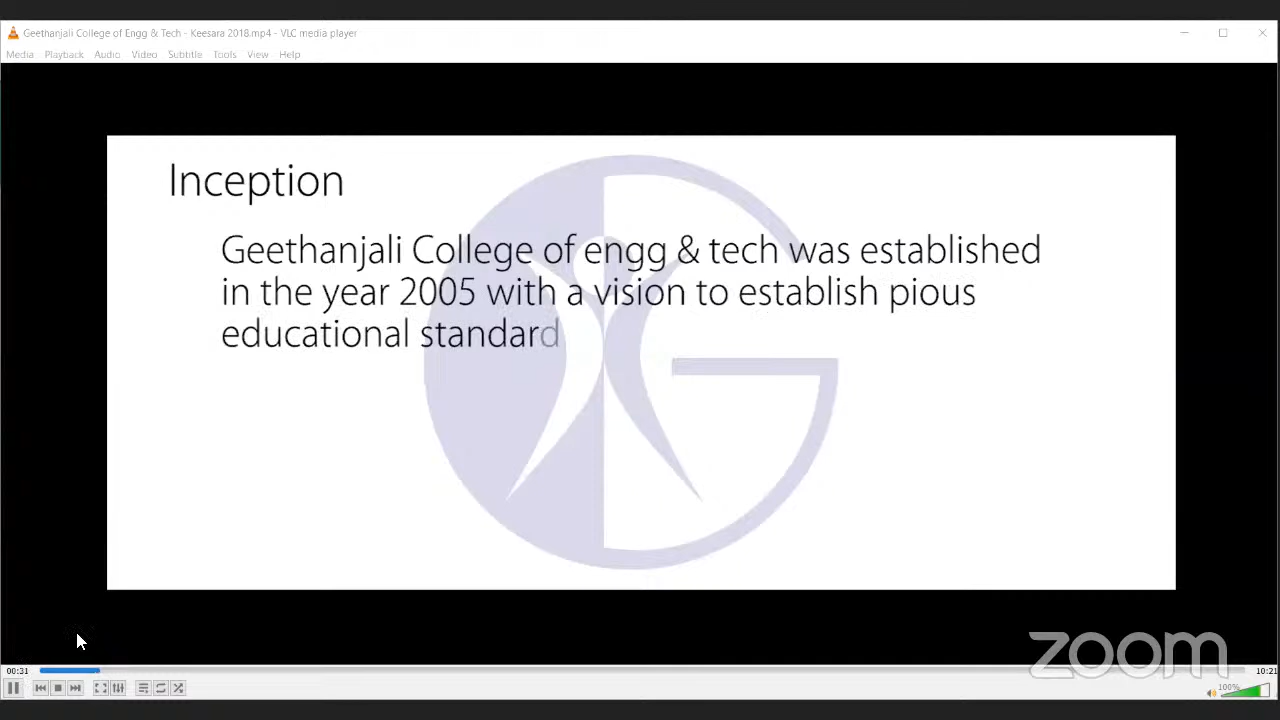 Geethanjali College of Engg & Tech - Keesara 2018.mp4 - VLC media player
Media Playback Audio Video Subtitle Tools View Help
Inception
Geethanjali College of engg & tech was established
in the year 2005 with a vision to establish pious
educational standard
zoom
00:31
10:21
100%